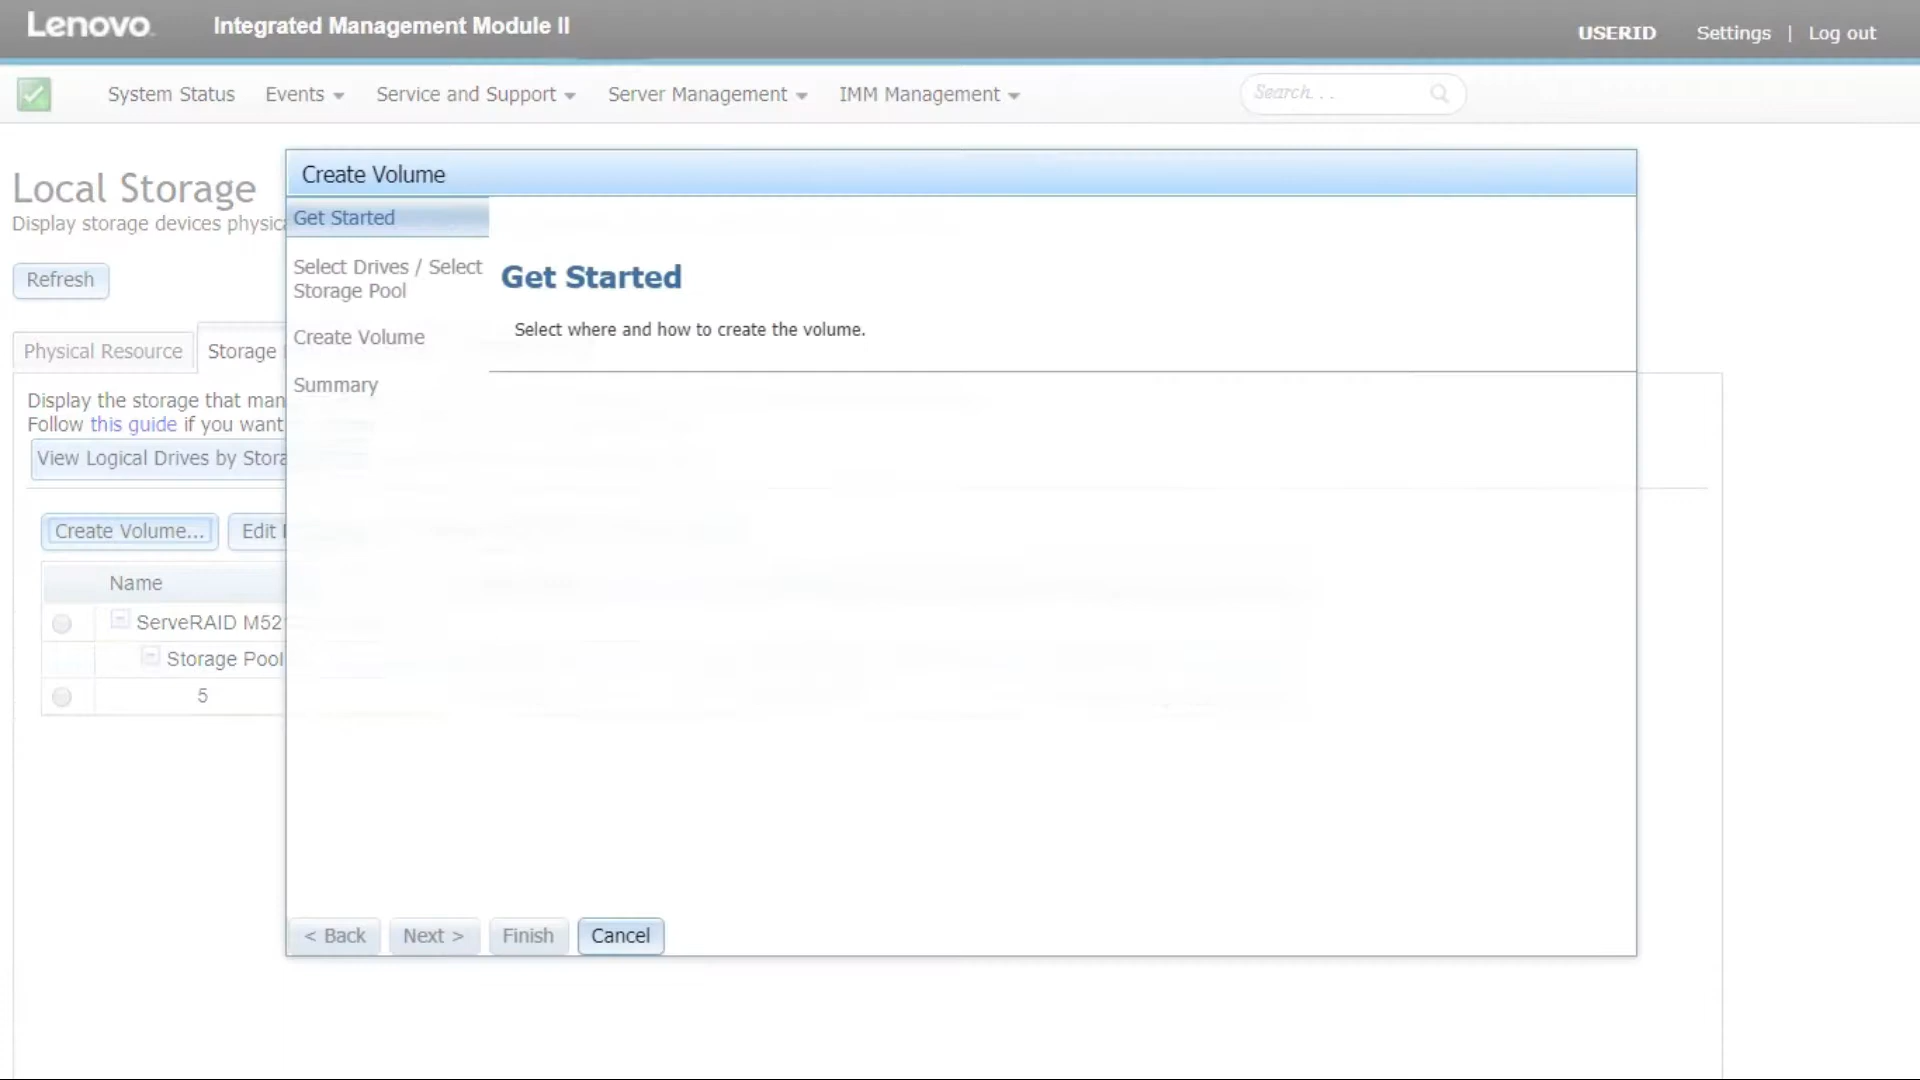 Lenovo
Integrated Management Module II
USERID
Settings | Log out
System Status
Events
Service and Support
Server Management
IMM Management
Search. . .
Local Storage
Display storage devices
Refresh
Physical Resource
Storage
Display the storage that
Follow this guide if you want
View Logical Drives by
Create Volume...
Edit
Name
ServeRAID
Storage Pool
5
Create Volume
Get Started
Select Drives / Select
Storage Pool
Create Volume
Summary
Get Started
Select where and how to create the volume.
< Back
Next >
Finish
Cancel